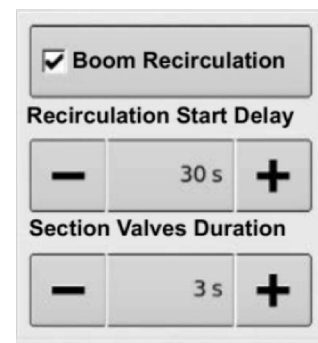 Boom Recirculation
Recirculation Start Delay
− 30 s +
Section Valves Duration
− 3 s +